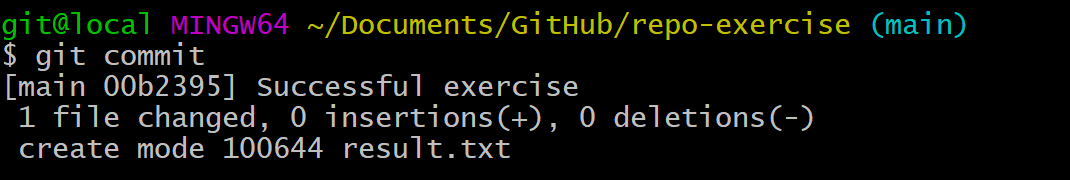 git@local MINGW64 ~/Documents/GitHub/repo-exercise (main)
$ git commit
[main 00b2395] Successful exercise
 1 file changed, 0 insertions(+), 0 deletions(-)
 create mode 100644 result.txt